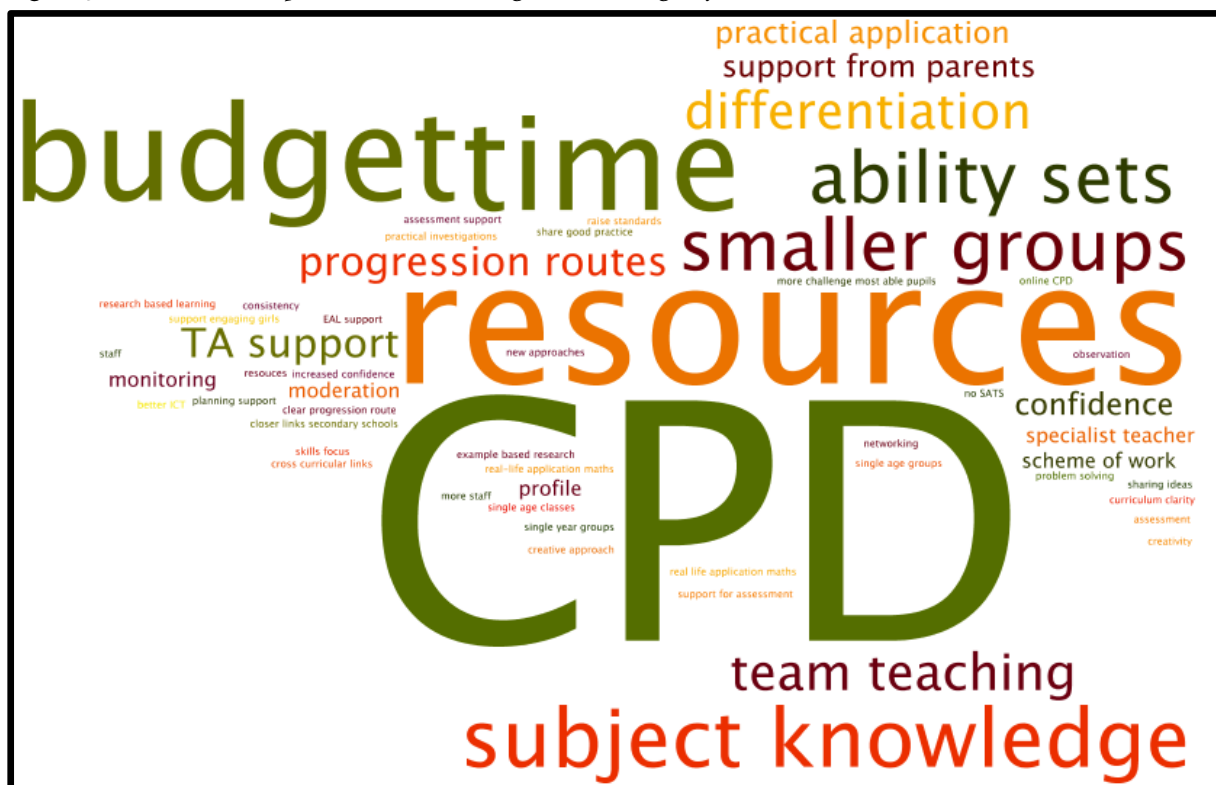 practical application
support from parents
differentiation
budget
time
ability sets
assessment support
raise standards
practical investigations
share good practice
smaller groups
progression routes
more challenge most able pupils
online CPD
resources
research based learning
consistency
support engaging girls
EAL support
TA support
staff
new approaches
observation
monitoring
resouces
increased confidence
moderation
no SATS
better ICT
planning support
confidence
clear progression route
closer links secondary schools
CPD
specialist teacher
networking
skills focus
example based research
cross curricular links
real-life application maths
single age groups
scheme of work
problem solving
profile
sharing ideas
more staff
single age classes
curriculum clarity
single year groups
assessment
creative approach
creativity
real life application maths
support for assessment
team teaching
subject knowledge